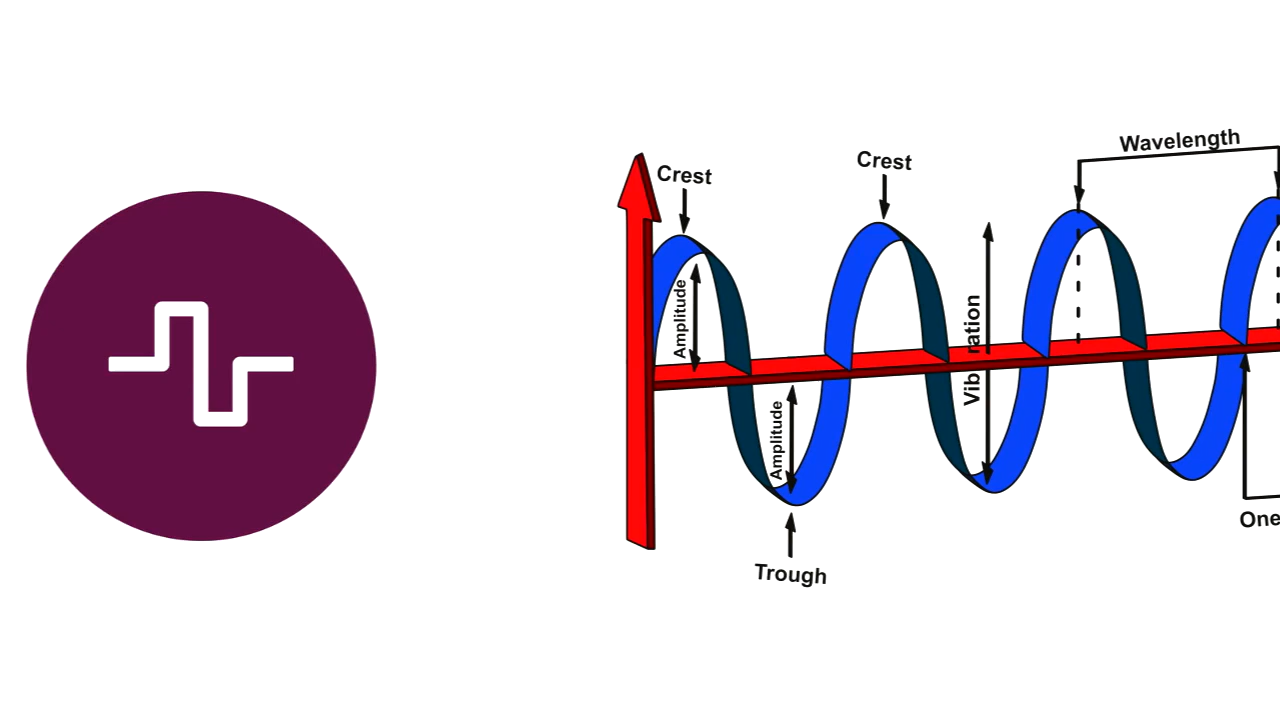 Wavelength
Crest
Crest
Amplitude
Vibration
Amplitude
One
Trough